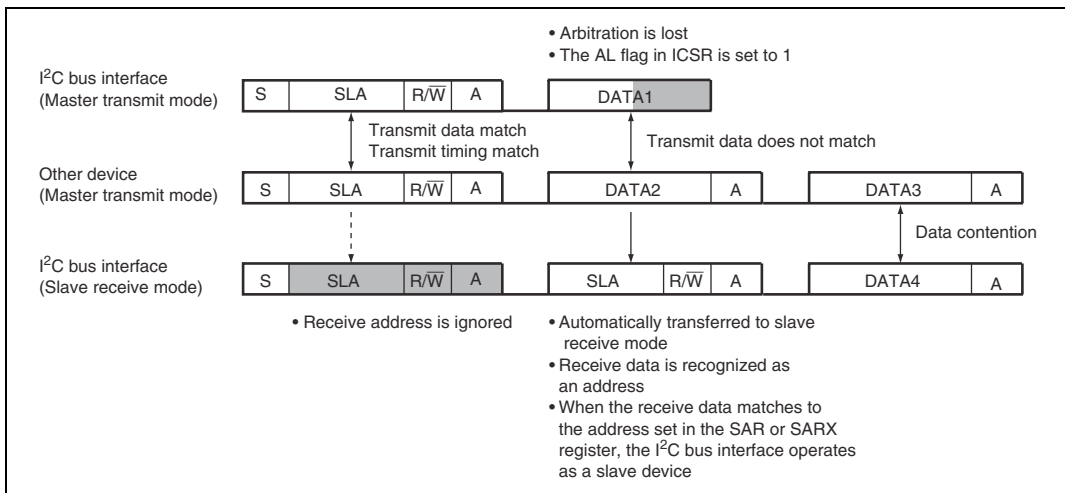 • Arbitration is lost
• The AL flag in ICSR is set to 1
I²C bus interface
(Master transmit mode)
S SLA R/W̅ A DATA1
Transmit data match
Transmit timing match
Transmit data does not match
Other device
(Master transmit mode)
S SLA R/W̅ A DATA2 A DATA3 A
Data contention
I²C bus interface
(Slave receive mode)
S SLA R/W̅ A SLA R/W̅ A DATA4 A
• Receive address is ignored
• Automatically transferred to slave
receive mode
• Receive data is recognized as
an address
• When the receive data matches to
the address set in the SAR or SARX
register, the I²C bus interface operates
as a slave device